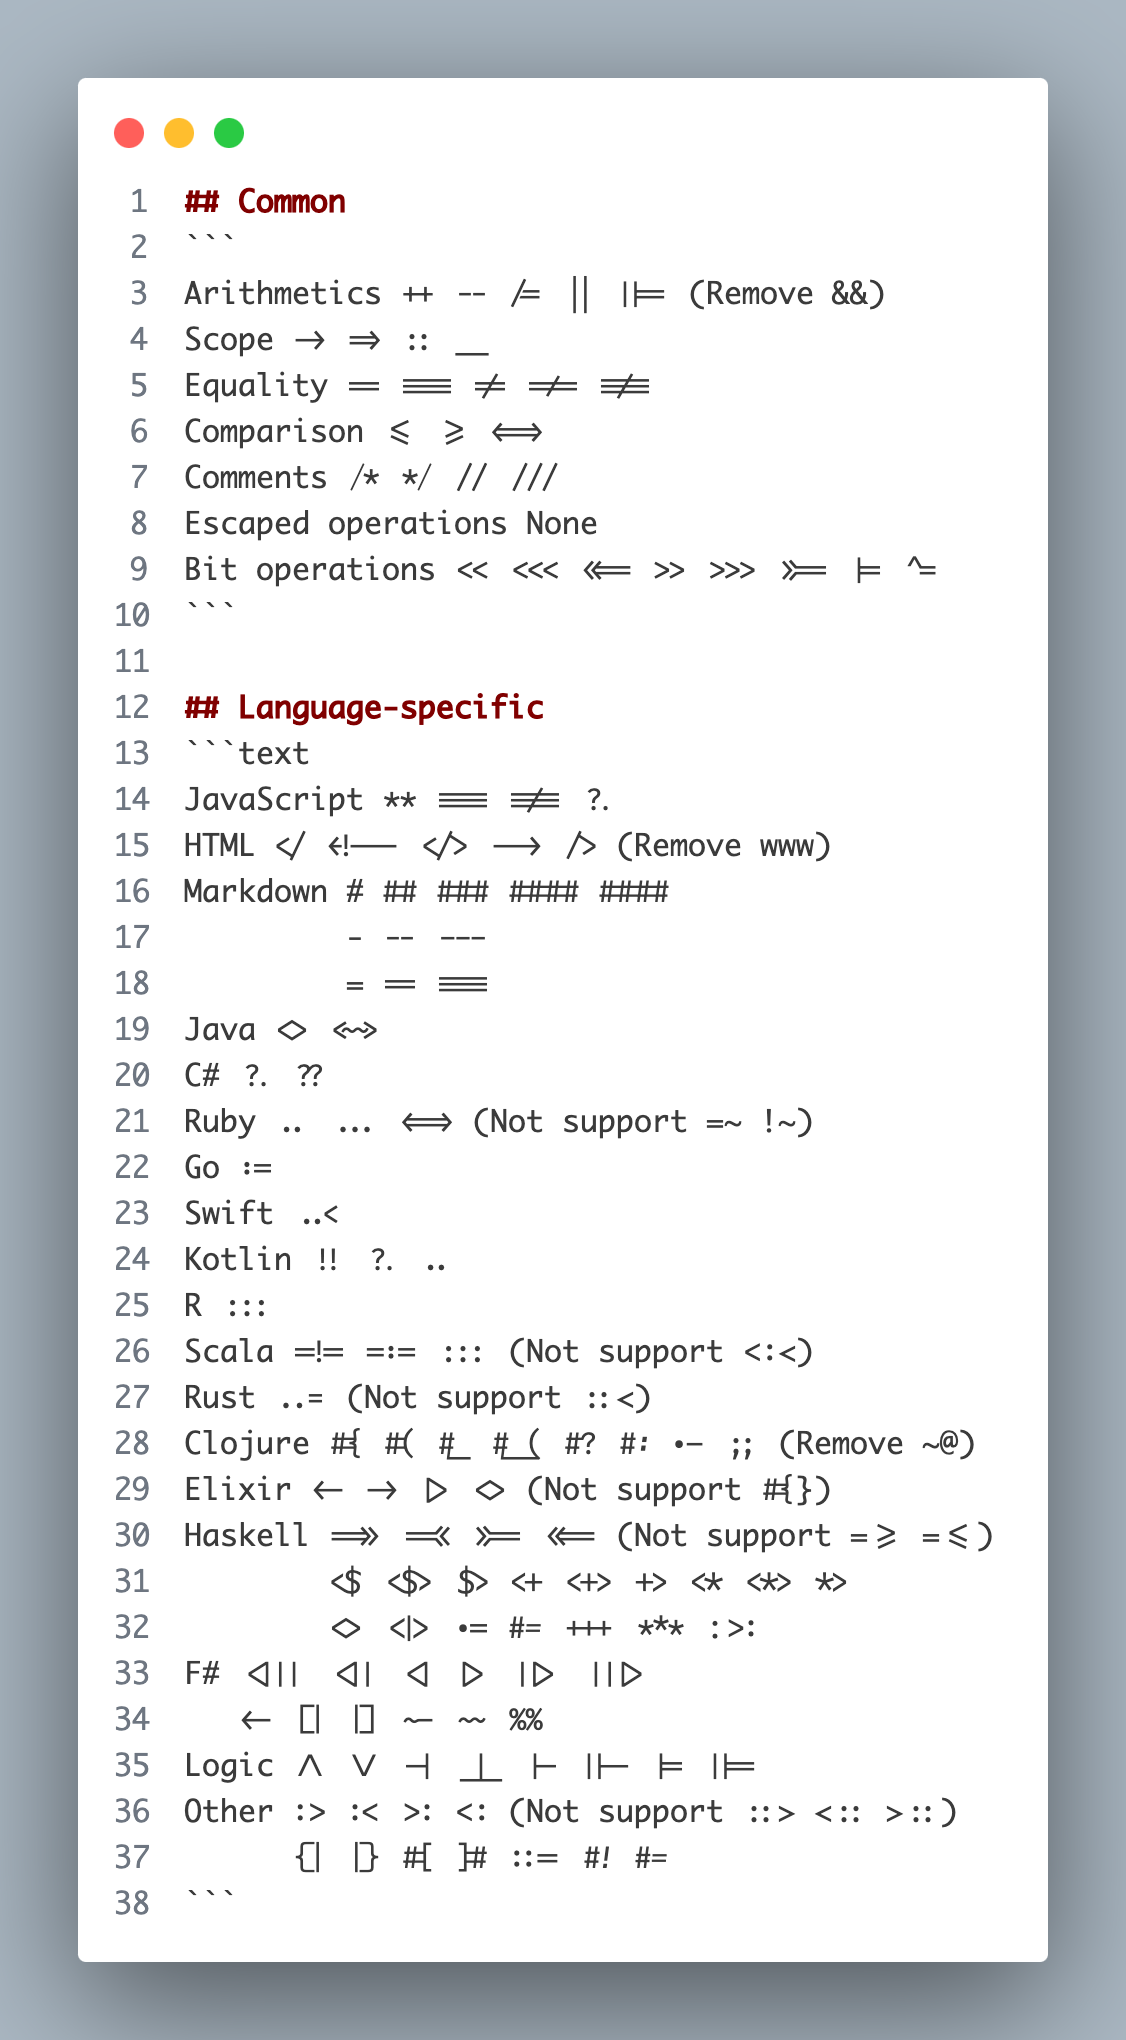 1 ## Common
2 ```
3 Arithmetics ++ -- /= || ||= (Remove &&)
4 Scope -> => :: __
5 Equality == === != =/= !==
6 Comparison <= >= <=>
7 Comments /* */ // ///
8 Escaped operations None
9 Bit operations << <<< <<= >> >>> >>= |= ^=
10 ```
11
12 ## Language-specific
13 ```text
14 JavaScript ** === !== ?.
15 HTML </ <!-- </> --> /> (Remove www)
16 Markdown # ## ### #### ####
17 - -- ---
18 = == ===
19 Java <> <~>
20 C# ?. ??
21 Ruby .. ... <=> (Not support =~ !~)
22 Go :=
23 Swift ..<
24 Kotlin !! ?. ..
25 R :::
26 Scala =!= =:= ::: (Not support <:<)
27 Rust ..= (Not support ::<)
28 Clojure #{ #( #_ #_( #? #: .- ;; (Remove ~@)
29 Elixir <- -> |> <> (Not support #{})
30 Haskell =>> =<< >>= <<= (Not support =>= =<=)
31 <$ <$> $> <+ <+> +> <* <*> *>
32 <> <|> .= #= +++ *** :>:
33 F# <||| <|| <| |> ||> |||>
34 <- [| |] ~- ~~ %%
35 Logic /\ \/ -| _|_ |- ||- |= ||=
36 Other :> :< >: <: (Not support ::> <:: >::)
37 {| |} #[ ]# ::= #! #=
38 ```